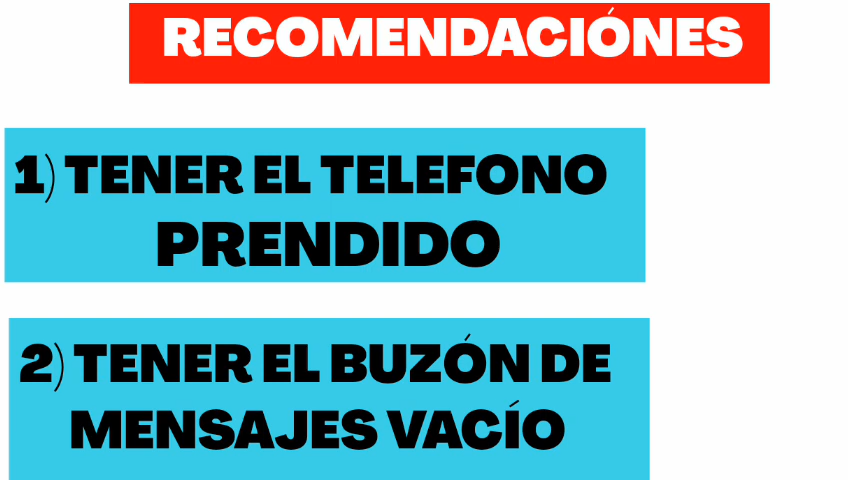 RECOMENDACIÓNES
1) TENER EL TELEFONO
PRENDIDO
2) TENER EL BUZÓN DE
MENSAJES VACÍO